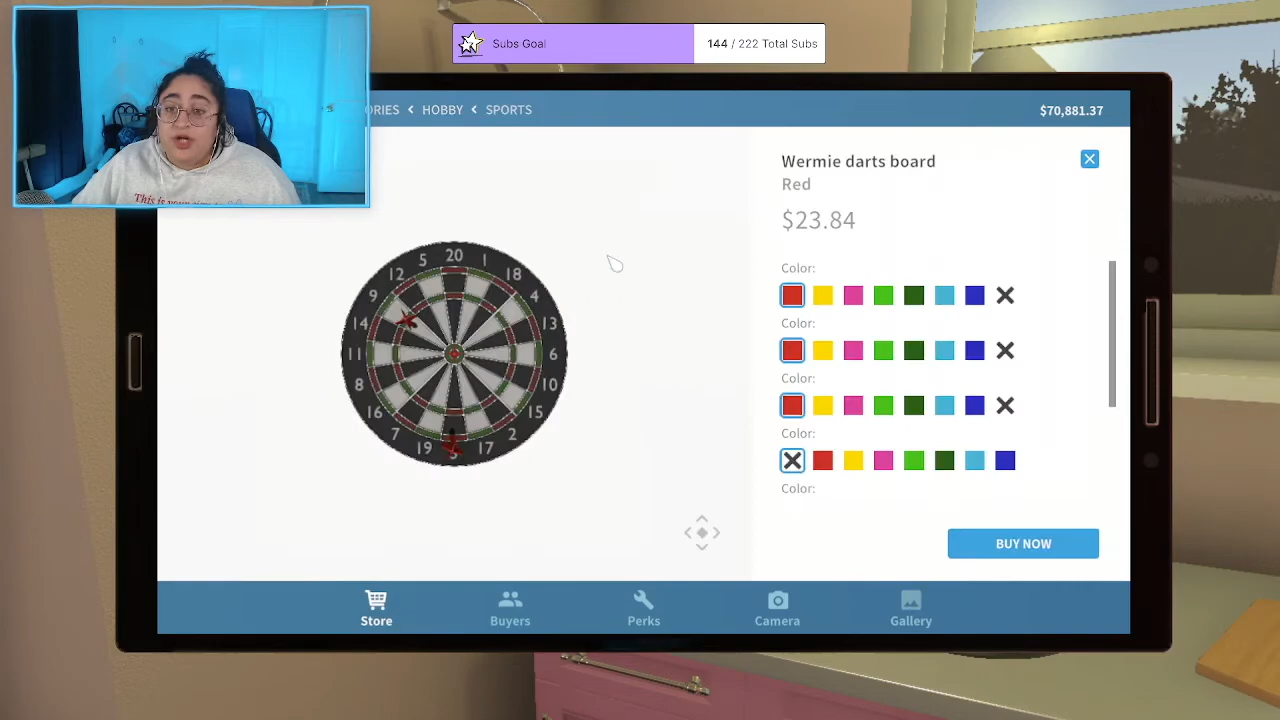 Subs Goal
144 / 222 Total Subs
ORIES < HOBBY < SPORTS
$70,881.37
Wermie darts board
Red
$23.84
Color:
Color:
Color:
Color:
Color:
BUY NOW
20 1 18 4 13 6 10 15 2 17 3 19 7 16 8 11 14 9 12 5
Store
Buyers
Perks
Camera
Gallery